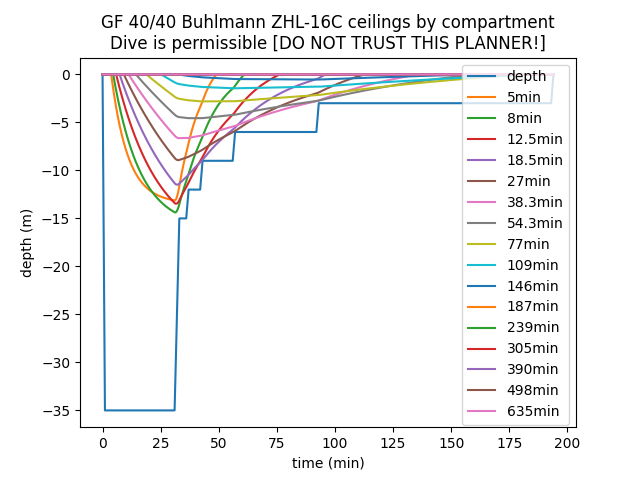 GF 40/40 Buhlmann ZHL-16C ceilings by compartment
Dive is permissible [DO NOT TRUST THIS PLANNER!]
0
−5
−10
−15
−20
−25
−30
−35
depth (m)
0
25
50
75
100
125
150
175
200
time (min)
depth
5min
8min
12.5min
18.5min
27min
38.3min
54.3min
77min
109min
146min
187min
239min
305min
390min
498min
635min